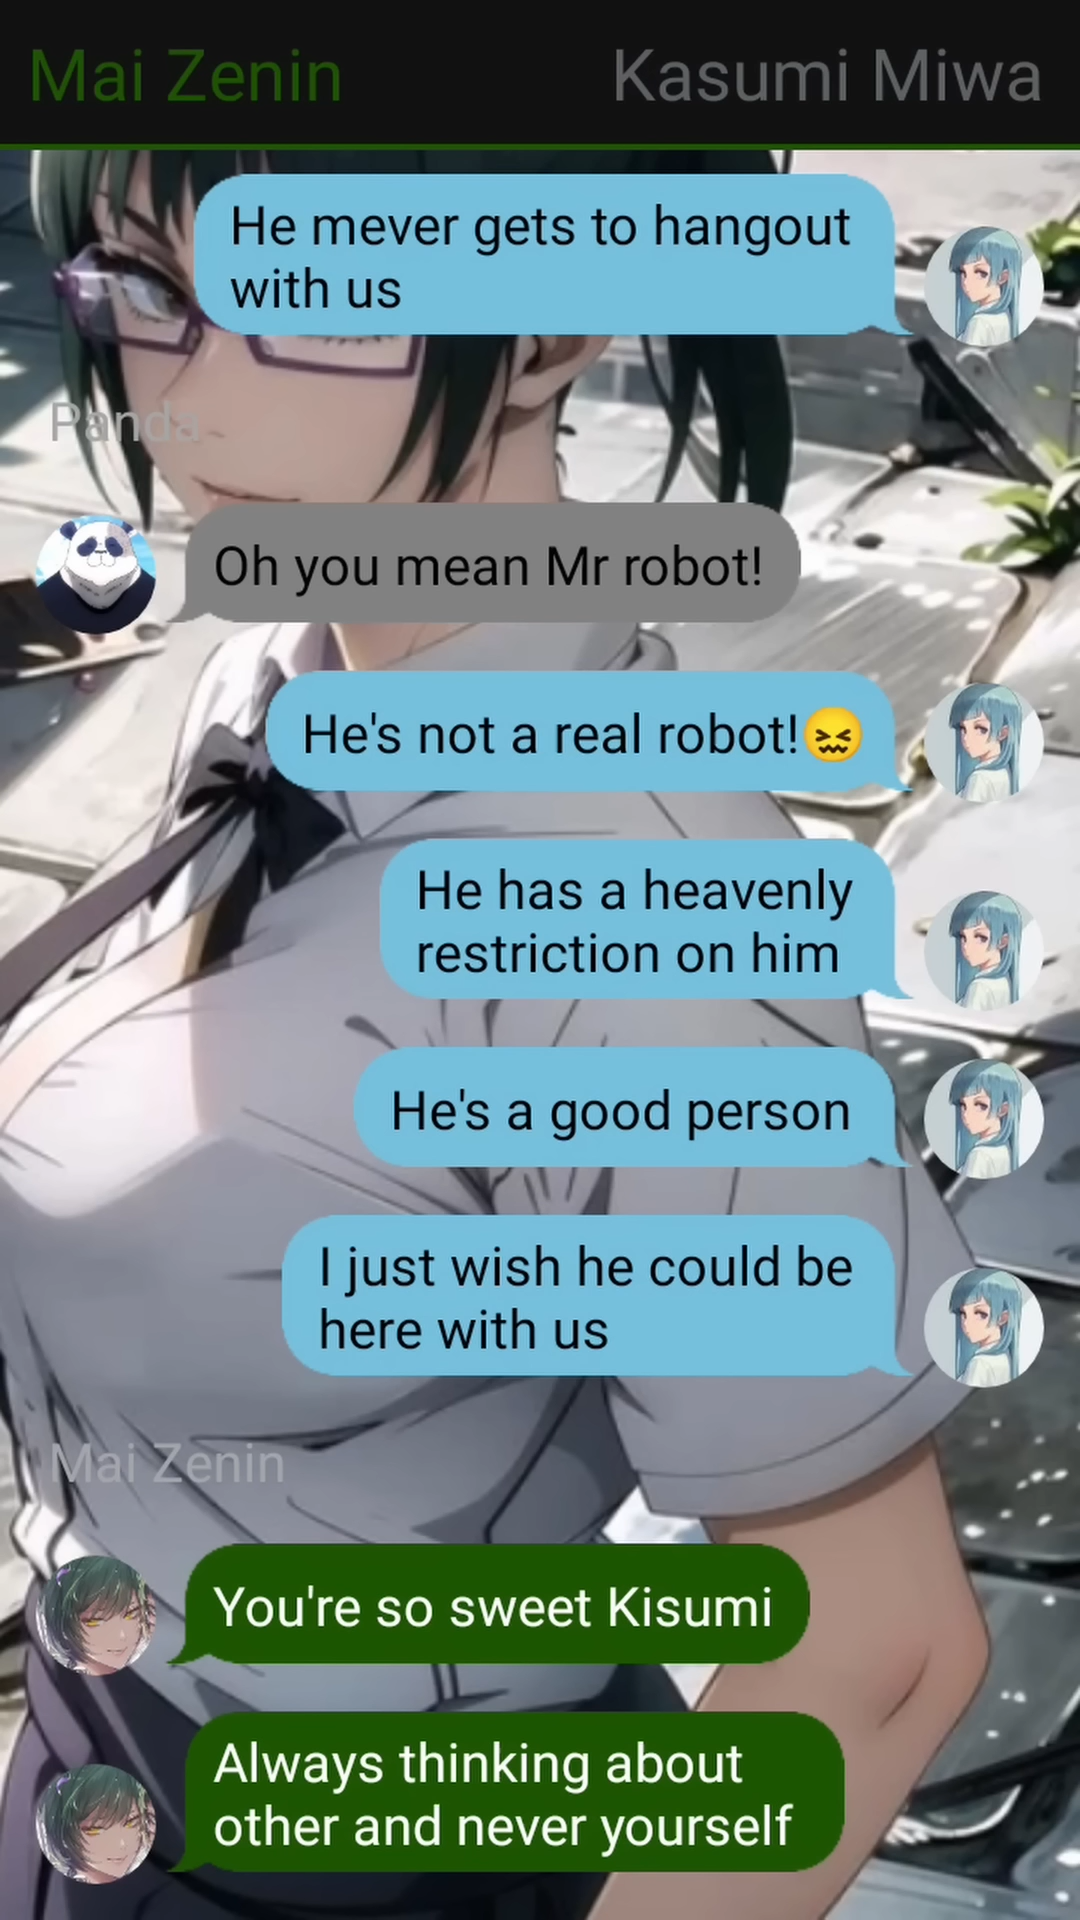 Mai Zenin
Kasumi Miwa
He mever gets to hangout
with us
Panda
Oh you mean Mr robot!
He's not a real robot!😖
He has a heavenly
restriction on him
He's a good person
I just wish he could be
here with us
Mai Zenin
You're so sweet Kisumi
Always thinking about
other and never yourself